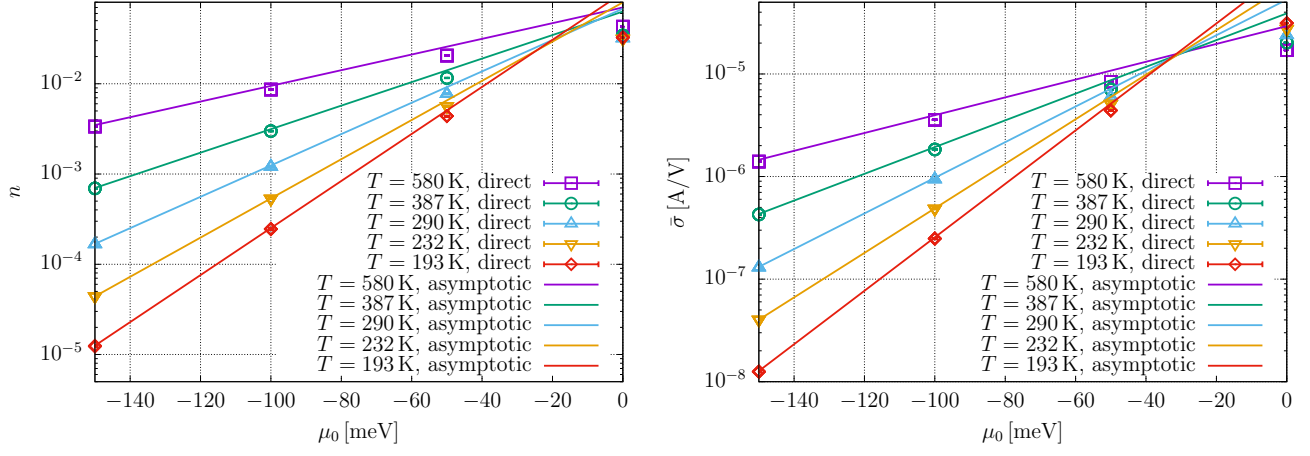 10⁻²
10⁻³
10⁻⁴
10⁻⁵
n
T = 580 K, direct
T = 387 K, direct
T = 290 K, direct
T = 232 K, direct
T = 193 K, direct
T = 580 K, asymptotic
T = 387 K, asymptotic
T = 290 K, asymptotic
T = 232 K, asymptotic
T = 193 K, asymptotic
−140 −120 −100 −80 −60 −40 −20 0
μ₀ [meV]
10⁻⁵
10⁻⁶
10⁻⁷
10⁻⁸
σ̄ [A/V]
T = 580 K, direct
T = 387 K, direct
T = 290 K, direct
T = 232 K, direct
T = 193 K, direct
T = 580 K, asymptotic
T = 387 K, asymptotic
T = 290 K, asymptotic
T = 232 K, asymptotic
T = 193 K, asymptotic
−140 −120 −100 −80 −60 −40 −20 0
μ₀ [meV]